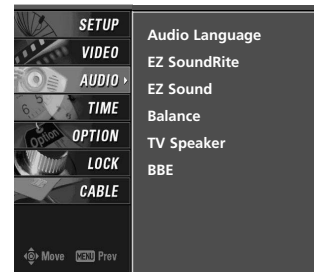 SETUP
VIDEO
AUDIO
TIME
OPTION
LOCK
CABLE
Move MENU Prev
Audio Language
EZ SoundRite
EZ Sound
Balance
TV Speaker
BBE